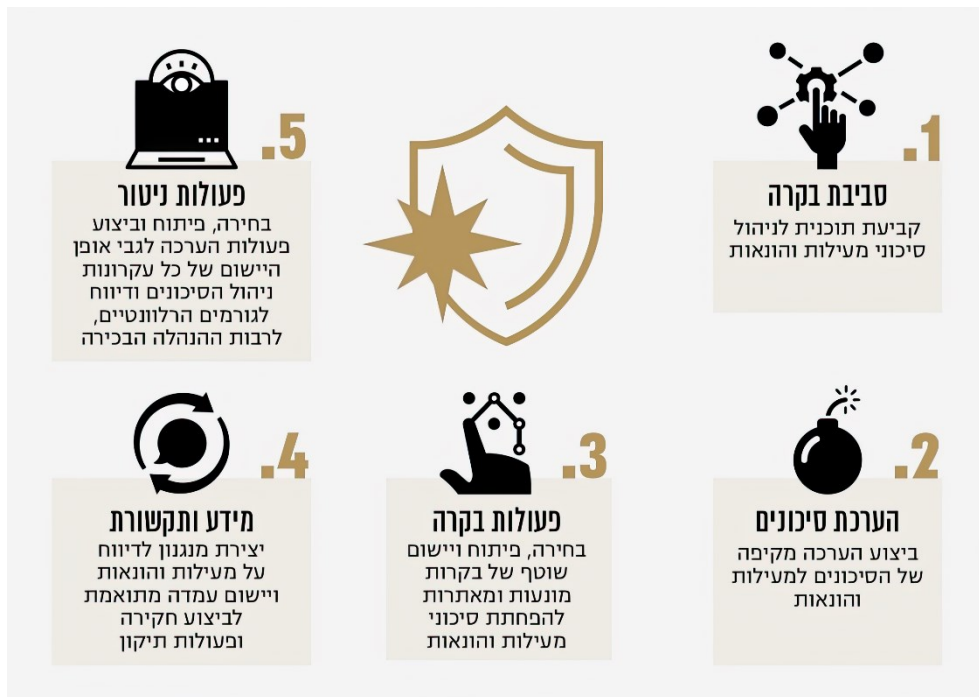 1.
סביבת בקרה
קביעת תוכנית לניהול
סיכוני מעילות והונאות
2.
הערכת סיכונים
ביצוע הערכה מקיפה
של הסיכונים למעילות
והונאות
3.
פעולות בקרה
בחירה, פיתוח ויישום
שוטף של בקרות
מונעות ומאתרות
להפחתת סיכוני
מעילות והונאות
4.
מידע ותקשורת
יצירת מנגנון לדיווח
על מעילות והונאות
ויישום עמדה מתואמת
לביצוע חקירה
ופעולות תיקון
5.
פעולות ניטור
בחירה, פיתוח וביצוע
פעולות הערכה לגבי אופן
היישום של כל עקרונות
ניהול הסיכונים ודיווח
לגורמים הרלוונטיים,
לרבות ההנהלה הבכירה